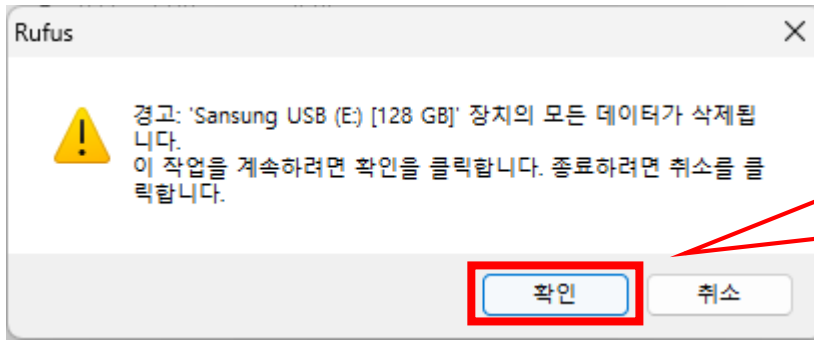 Rufus
경고: 'Sansung USB (E:) [128 GB]' 장치의 모든 데이터가 삭제됩
니다.
이 작업을 계속하려면 확인을 클릭합니다. 종료하려면 취소를 클
릭합니다.
확인
취소